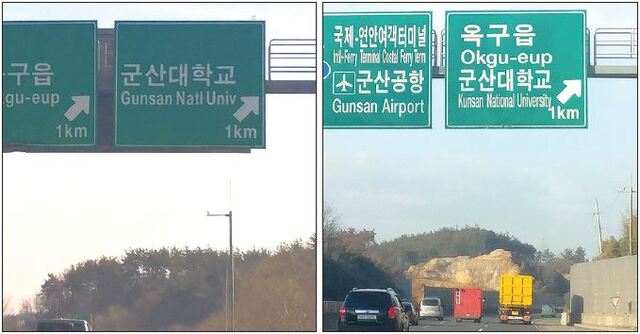 구읍
gu-eup
1km
군산대학교
Gunsan Natl Univ
1km
국제·연안여객터미널
Int'l-Ferry Terminal Costal Ferry Term
군산공항
Gunsan Airport
옥구읍
Okgu-eup
군산대학교
Kunsan National University
1km